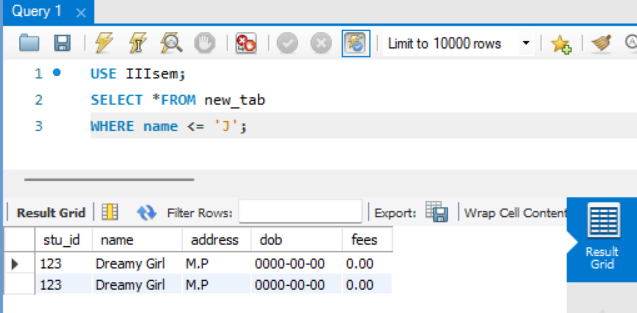 Query 1
Limit to 10000 rows
1 USE IIIsem;
2 SELECT *FROM new_tab
3 WHERE name <= 'J';
Result Grid Filter Rows: Export: Wrap Cell Content
stu_id name address dob fees
123 Dreamy Girl M.P 0000-00-00 0.00
123 Dreamy Girl M.P 0000-00-00 0.00
Result
Grid